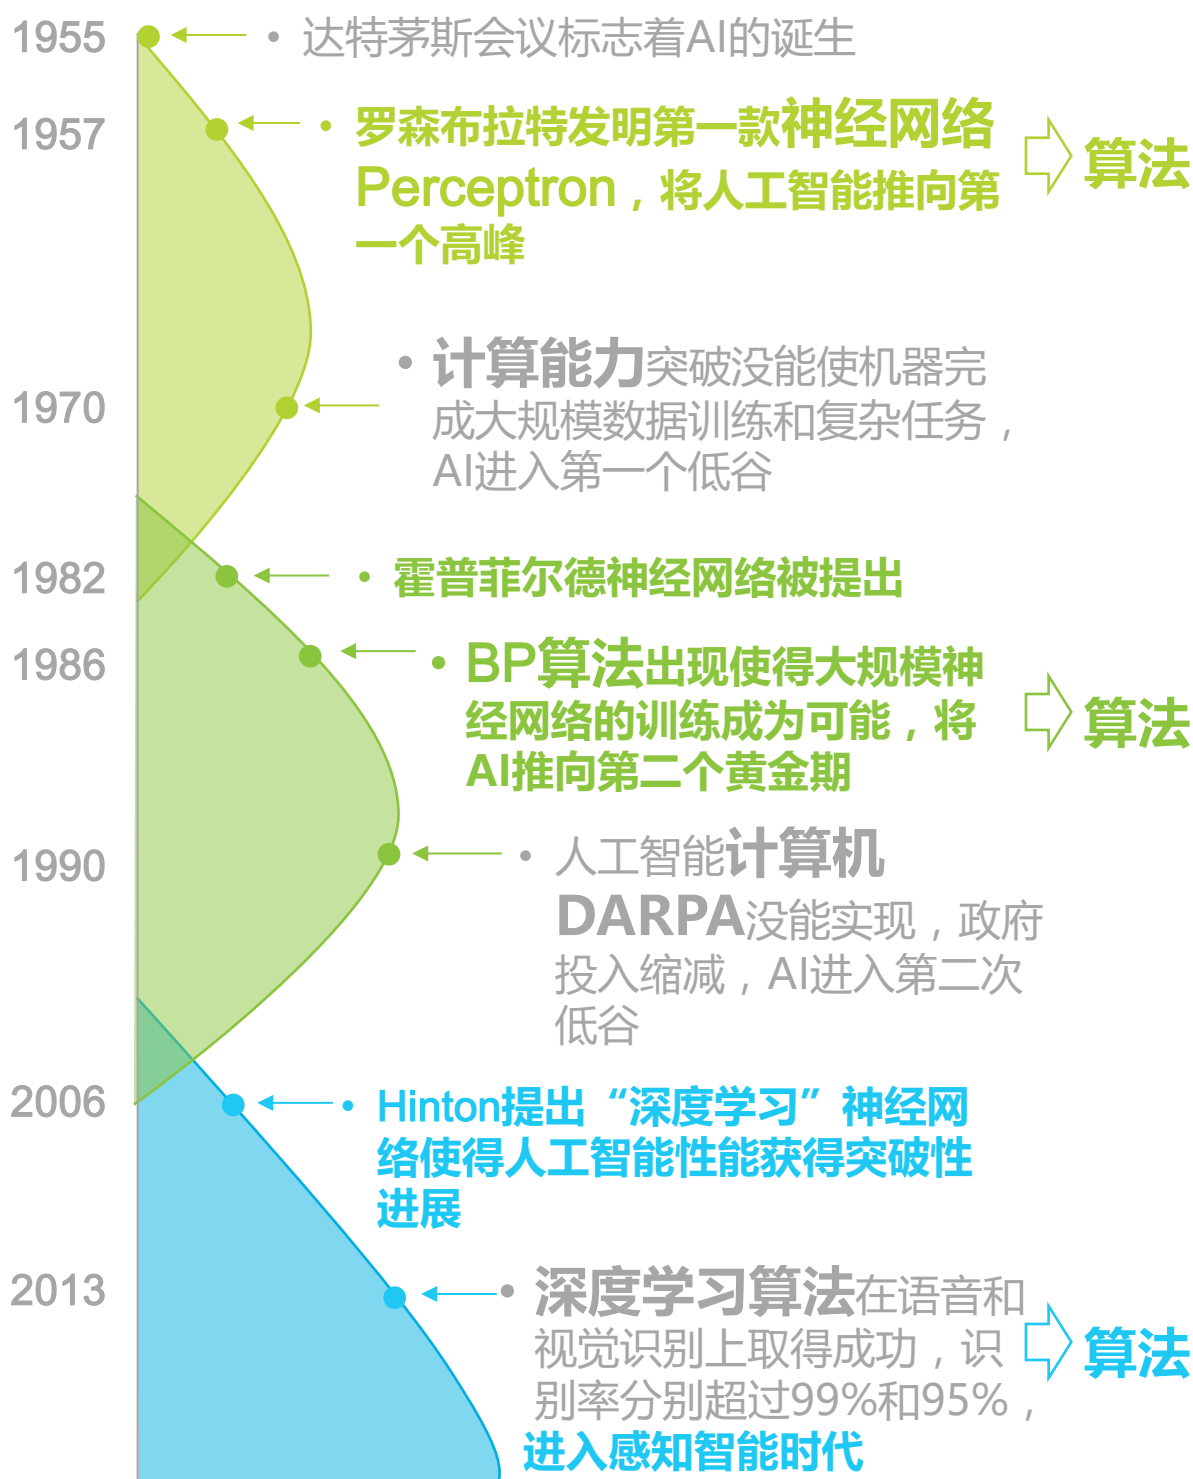 1955
• 达特茅斯会议标志着AI的诞生
1957
• 罗森布拉特发明第一款神经网络
Perceptron，将人工智能推向第
一个高峰
算法
1970
• 计算能力突破没能使机器完
成大规模数据训练和复杂任务，
AI进入第一个低谷
1982
• 霍普菲尔德神经网络被提出
1986
• BP算法出现使得大规模神
经网络的训练成为可能，将
AI推向第二个黄金期
算法
1990
• 人工智能计算机
DARPA没能实现，政府
投入缩减，AI进入第二次
低谷
2006
• Hinton提出“深度学习”神经网
络使得人工智能性能获得突破性
进展
2013
• 深度学习算法在语音和
视觉识别上取得成功，识
别率分别超过99%和95%，
进入感知智能时代
算法